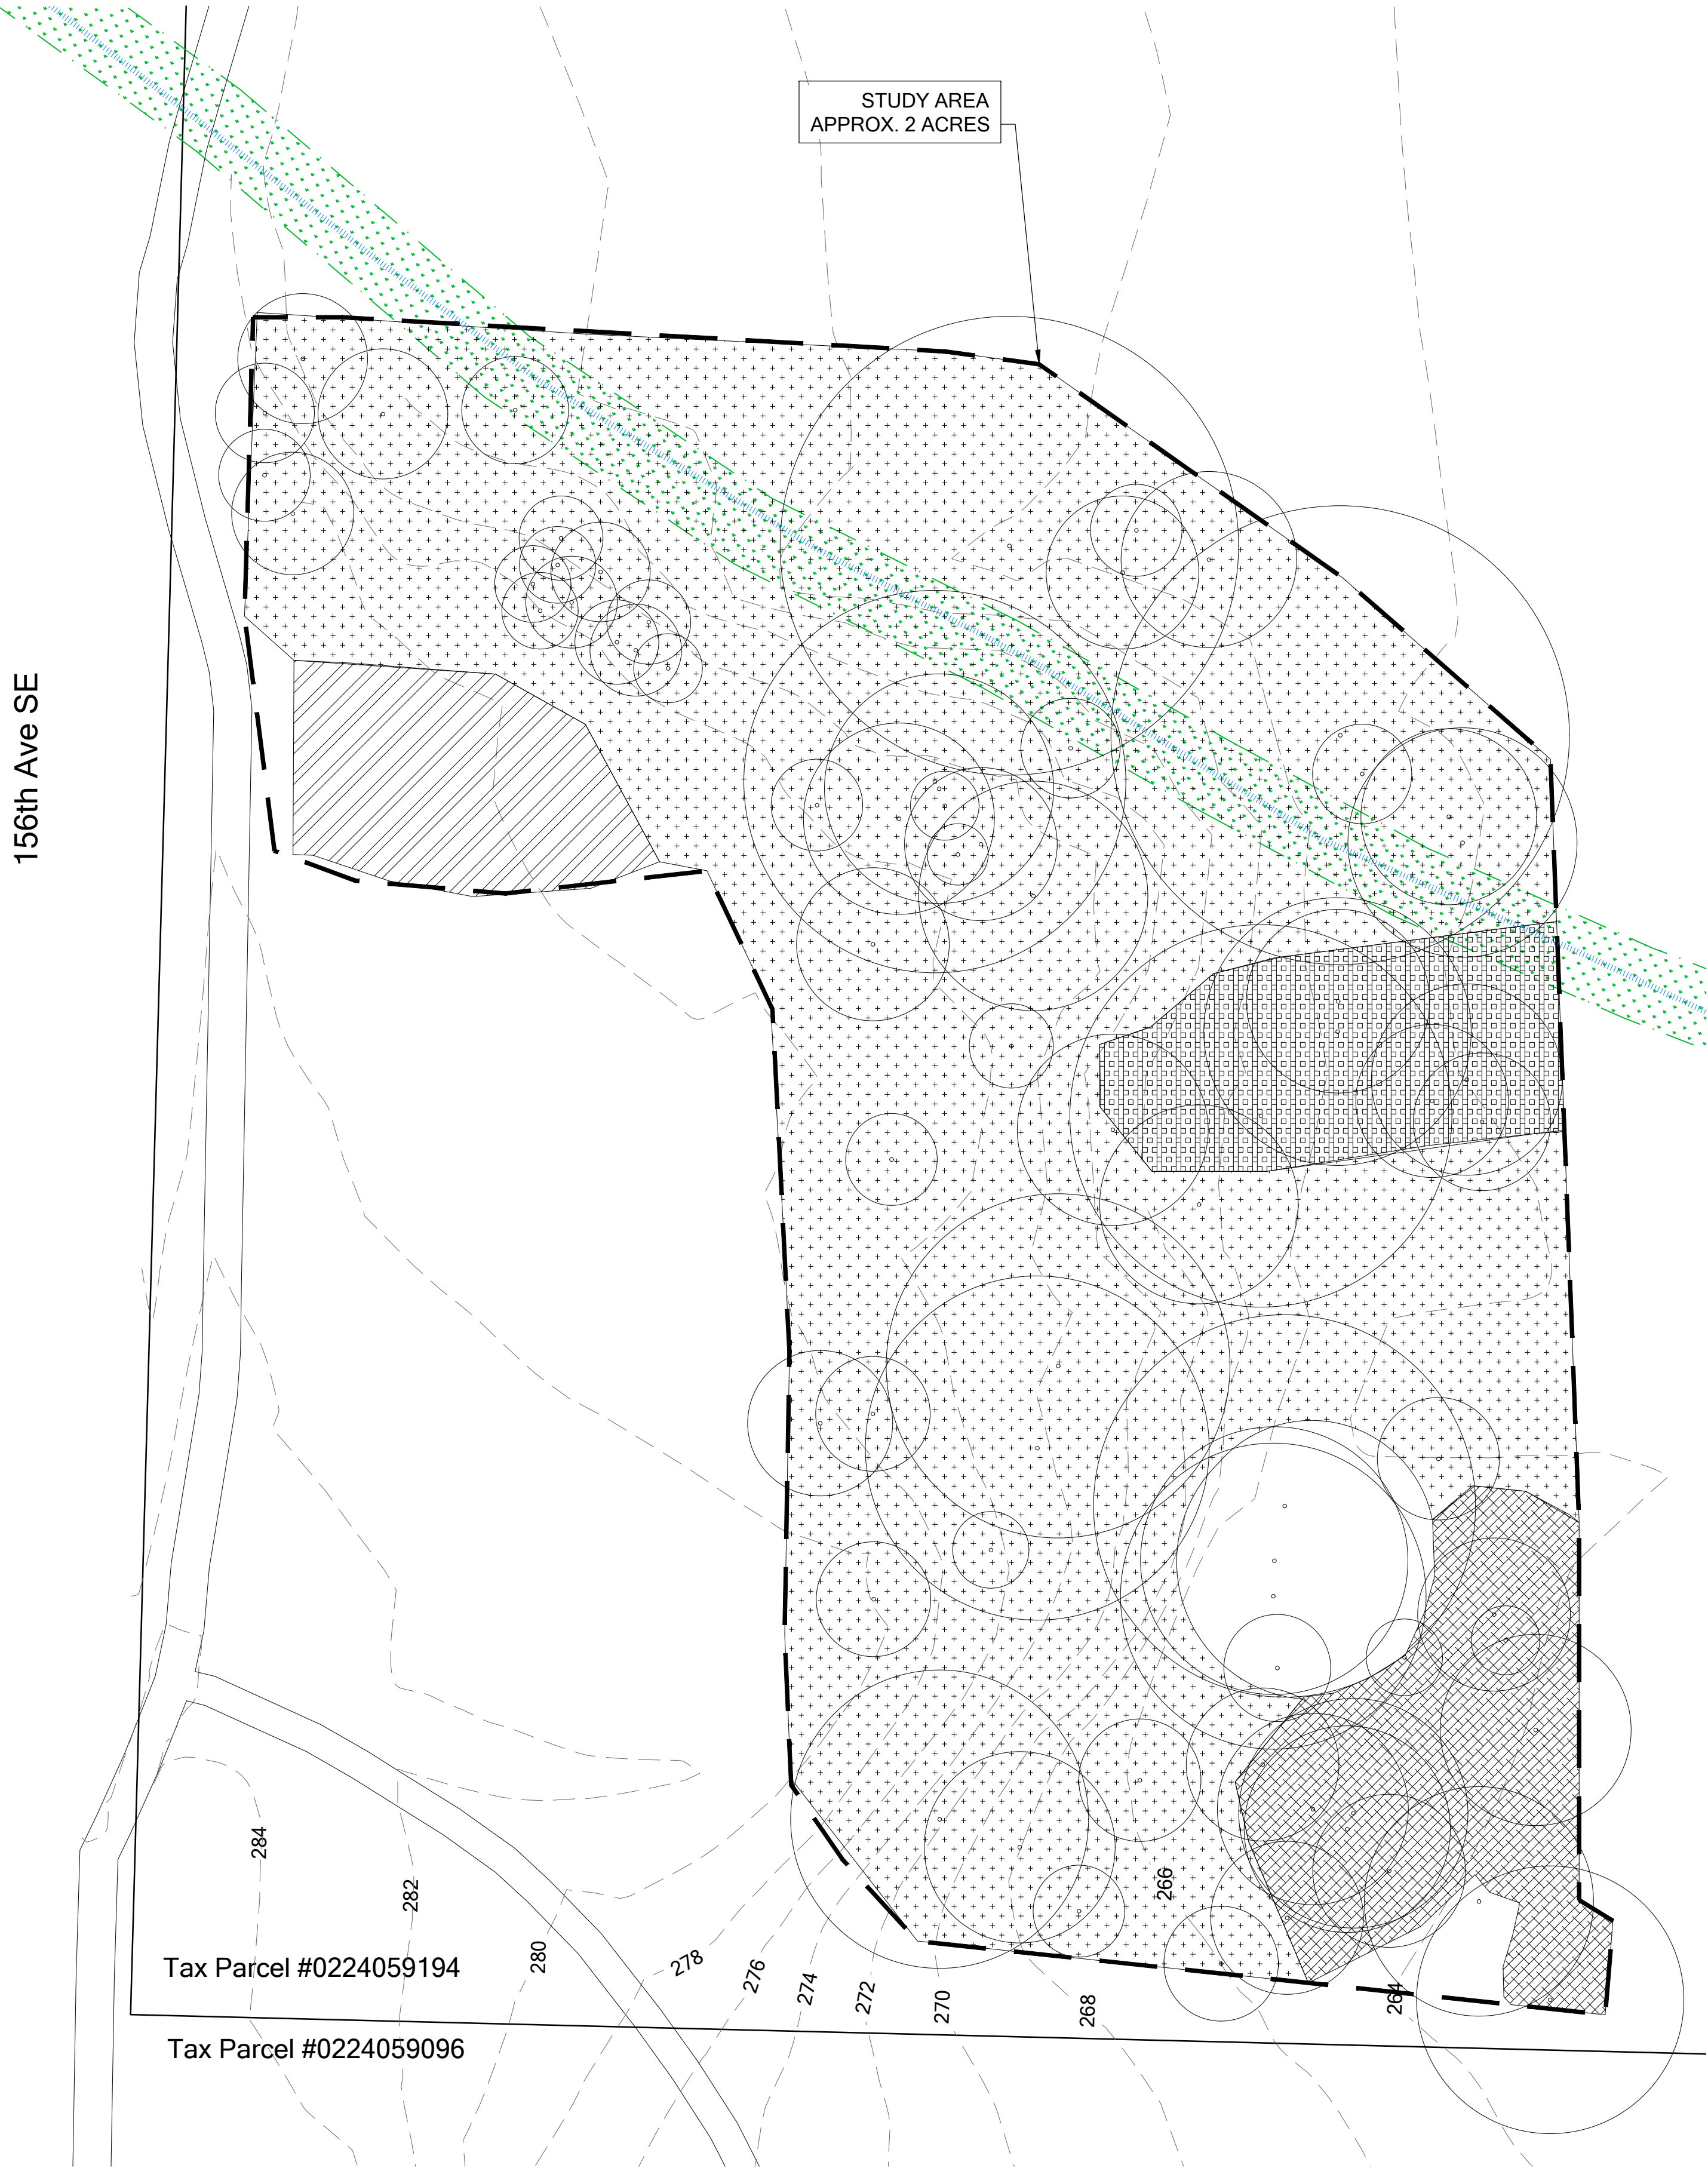 STUDY AREA
APPROX. 2 ACRES
156th Ave SE
284
282
280
278
276
274
272
270
268
266
264
Tax Parcel #0224059194
Tax Parcel #0224059096